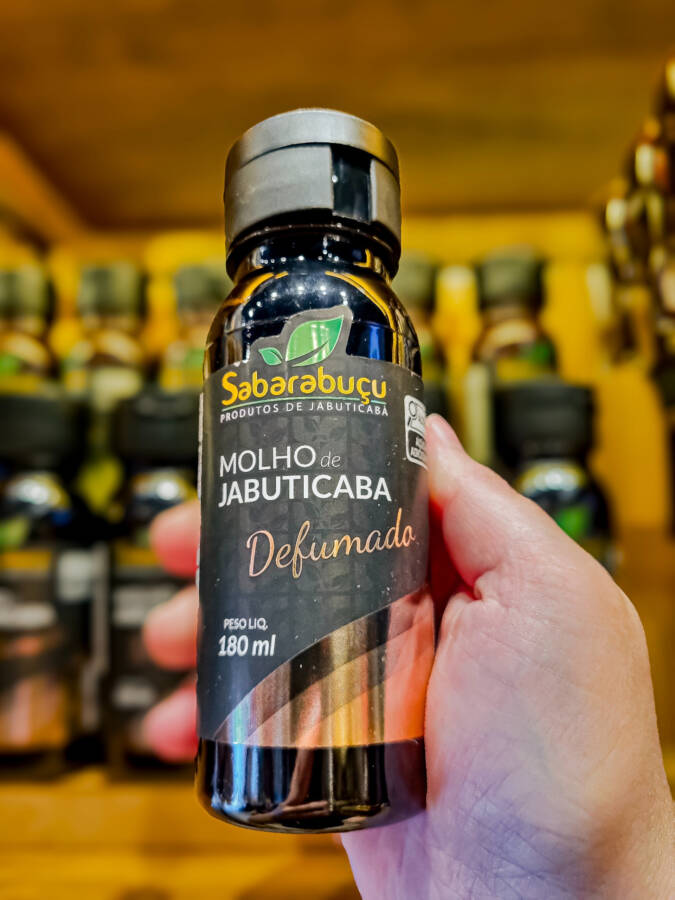 Sabarabuçu
PRODUTOS DE JABUTICABA
MOLHO de
JABUTICABA
Defumado
PESO LIQ.
180 ml